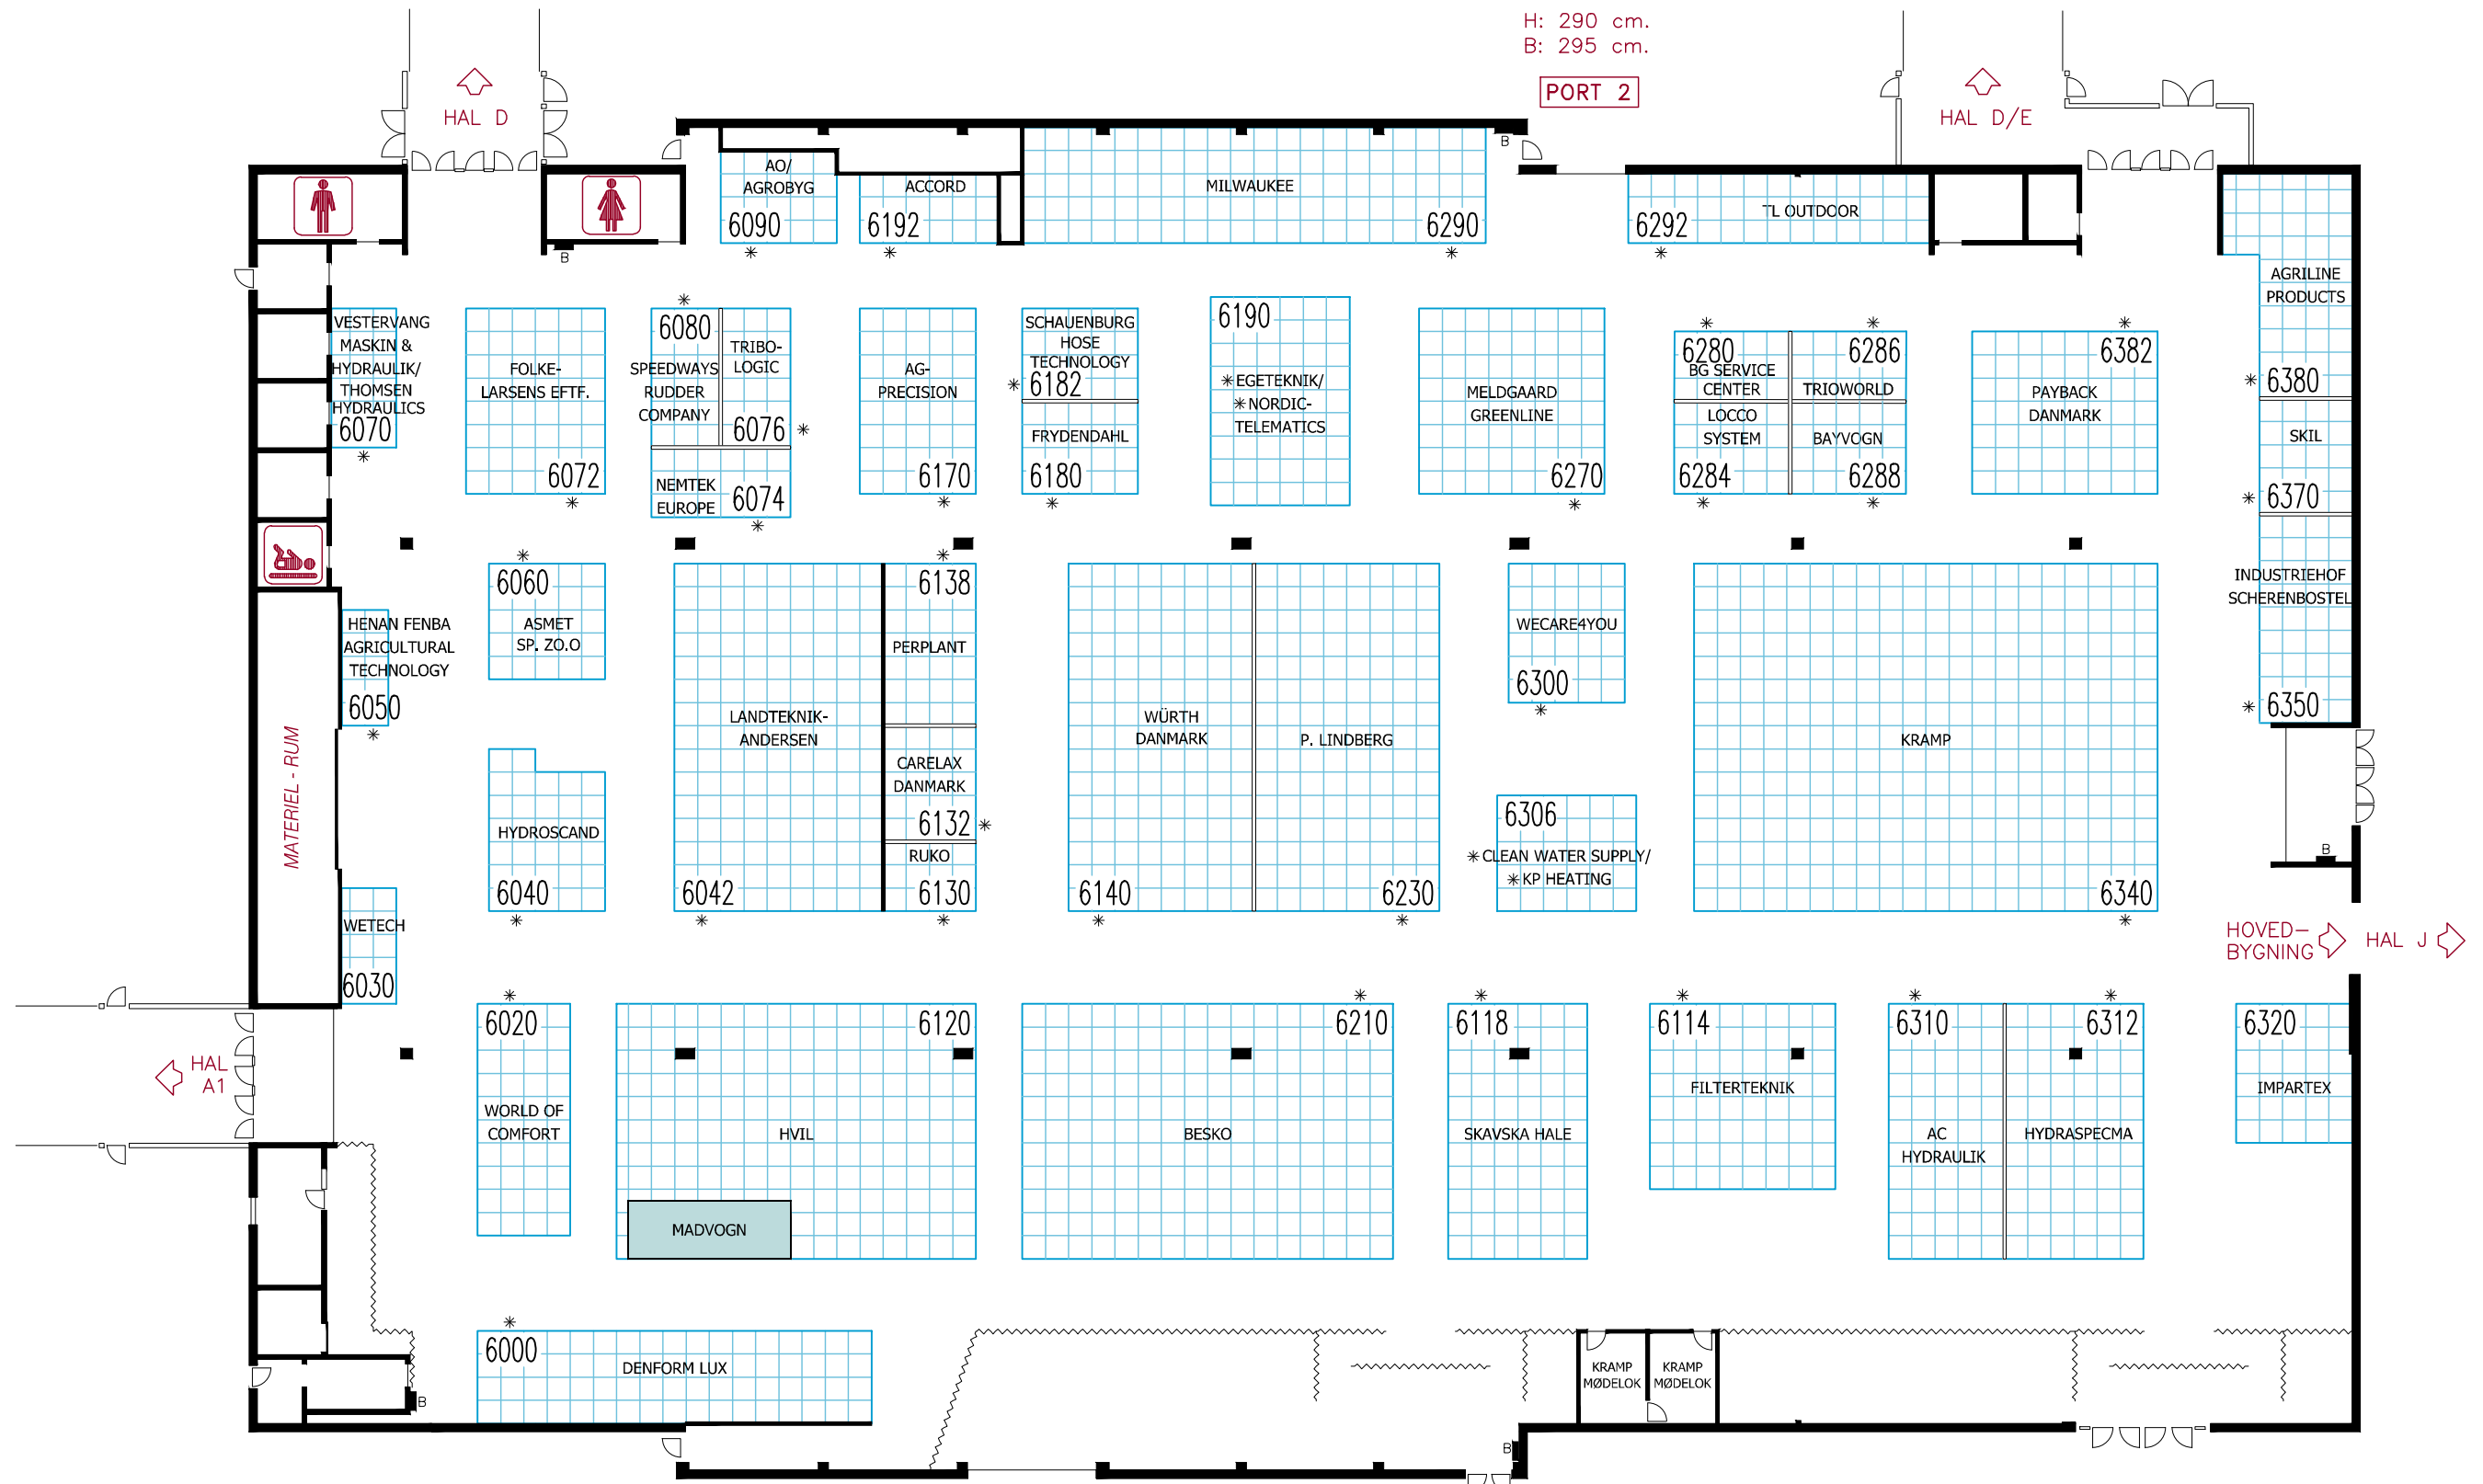 H: 290 cm.
B: 295 cm.
PORT 2
HAL D
HAL D/E
B
AO/
AGROBYG
6090
ACCORD
6192
MILWAUKEE
6290
TL OUTDOOR
6292
B
VESTERVANG
MASKIN &
HYDRAULIK/
THOMSEN
HYDRAULICS
6070
FOLKE-
LARSENS EFTF.
6072
6080
SPEEDWAYS
RUDDER
COMPANY
TRIBO-
LOGIC
6076
NEMTEK
EUROPE
6074
AG-
PRECISION
6170
SCHAUENBURG
HOSE
TECHNOLOGY
6182
FRYDENDAHL
6180
6190
EGETEKNIK/
NORDIC-
TELEMATICS
MELDGAARD
GREENLINE
6270
6280
BG SERVICE
CENTER
LOCCO
SYSTEM
6284
6286
TRIOWORLD
BAYVOGN
6288
6382
PAYBACK
DANMARK
AGRILINE
PRODUCTS
6380
SKIL
6370
INDUSTRIEHOF
SCHERENBOSTEL
6350
6060
ASMET
SP. ZO.O
HENAN FENBA
AGRICULTURAL
TECHNOLOGY
6050
MATERIEL - RUM
HYDROSCAND
6040
WETECH
6030
LANDTEKNIK-
ANDERSEN
6042
6138
PERPLANT
CARELAX
DANMARK
6132
RUKO
6130
WÜRTH
DANMARK
6140
P. LINDBERG
6230
WECARE4YOU
6300
6306
CLEAN WATER SUPPLY/
KP HEATING
KRAMP
6340
B
HOVED-
BYGNING
HAL J
HAL
A1
6020
WORLD OF
COMFORT
6120
HVIL
MADVOGN
6210
BESKO
6118
SKAVSKA HALE
6114
FILTERTEKNIK
6310
AC
HYDRAULIK
6312
HYDRASPECMA
6320
IMPARTEX
6000
DENFORM LUX
B
KRAMP
MØDELOK
KRAMP
MØDELOK
B